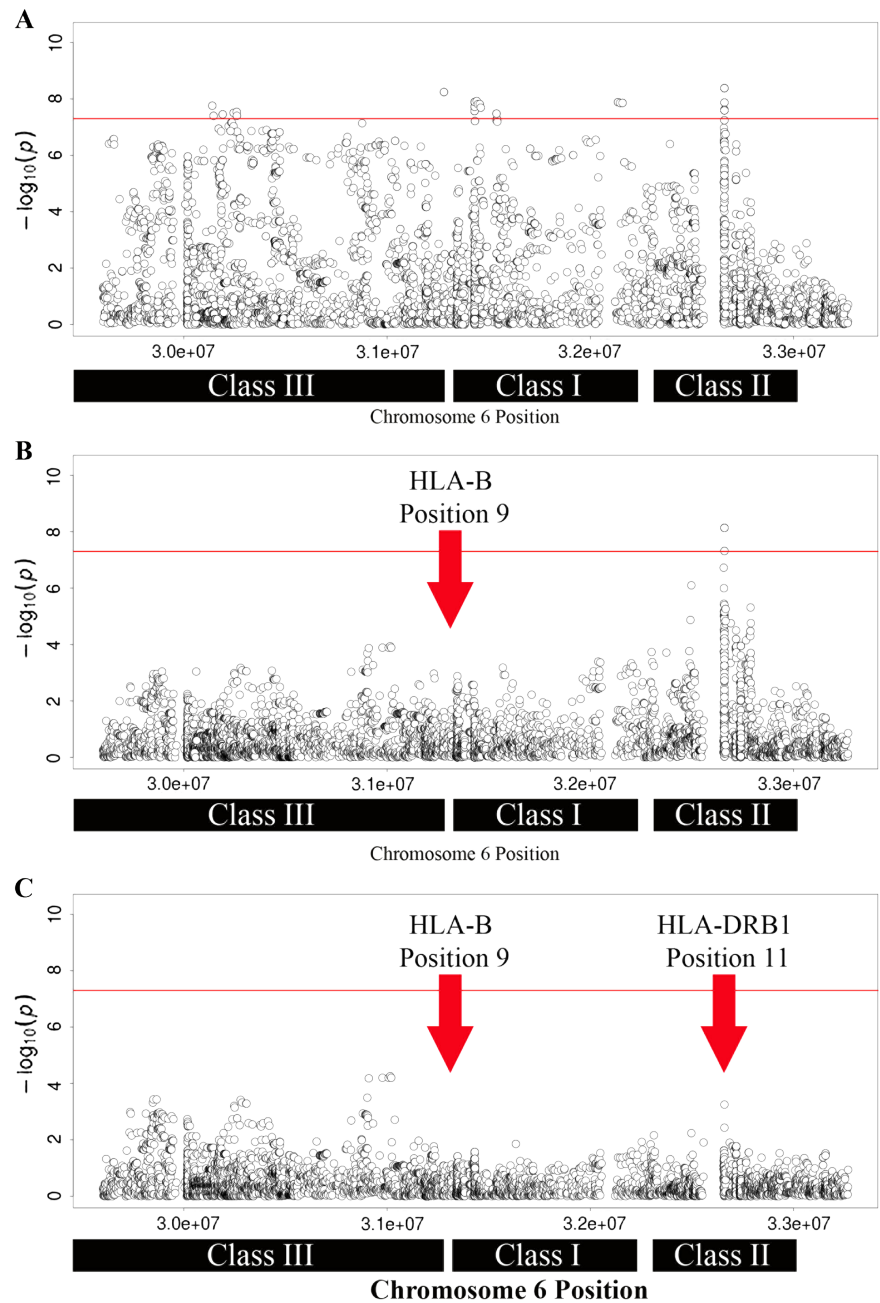 A
10
8
6
4
2
0
−log10(p)
3.0e+07 3.1e+07 3.2e+07 3.3e+07
Class III Class I Class II
Chromosome 6 Position
B
HLA-B
Position 9
10
8
6
4
2
0
−log10(p)
3.0e+07 3.1e+07 3.2e+07 3.3e+07
Class III Class I Class II
Chromosome 6 Position
C
HLA-B HLA-DRB1
Position 9 Position 11
10
8
6
4
2
0
−log10(p)
3.0e+07 3.1e+07 3.2e+07 3.3e+07
Class III Class I Class II
Chromosome 6 Position